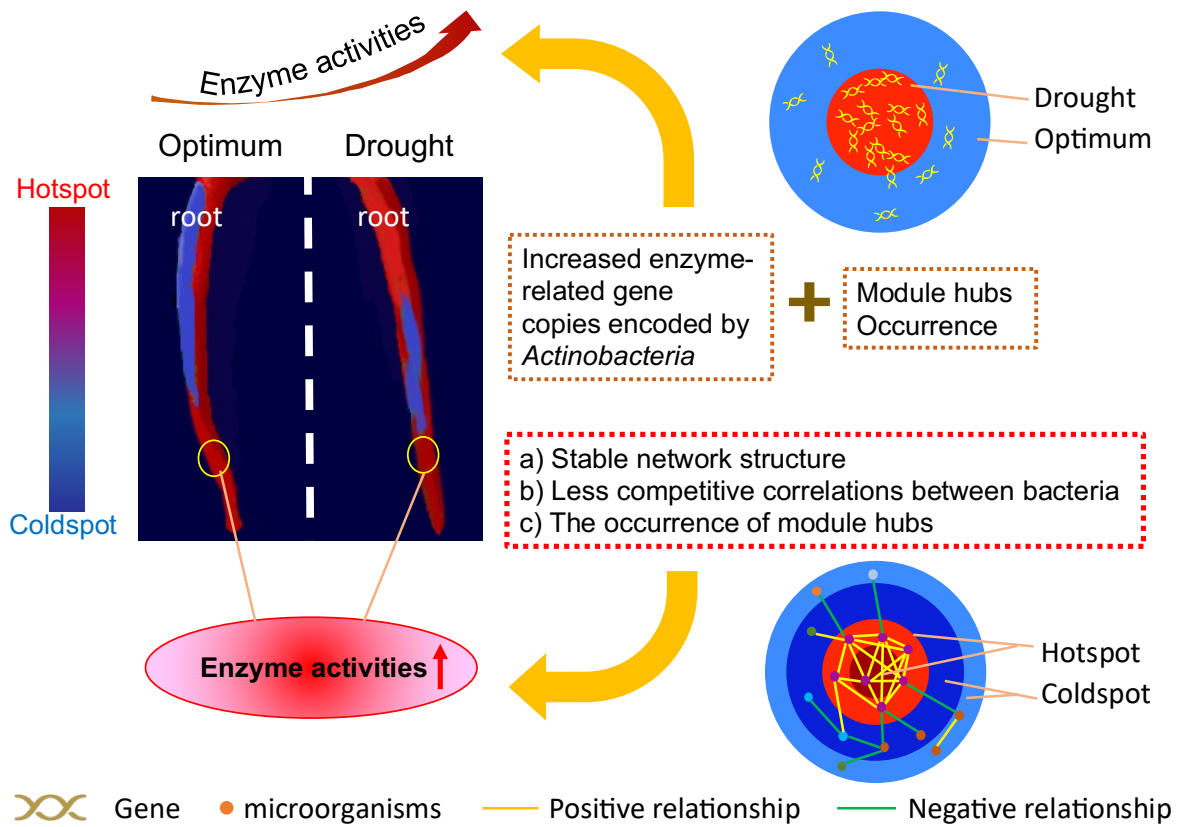 Enzyme activities
Optimum
Drought
Hotspot
Coldspot
root
root
Drought
Optimum
Increased enzyme-
related gene
copies encoded by
Actinobacteria
Module hubs
Occurrence
a) Stable network structure
b) Less competitive correlations between bacteria
c) The occurrence of module hubs
Enzyme activities
Hotspot
Coldspot
Gene
microorganisms
Positive relationship
Negative relationship